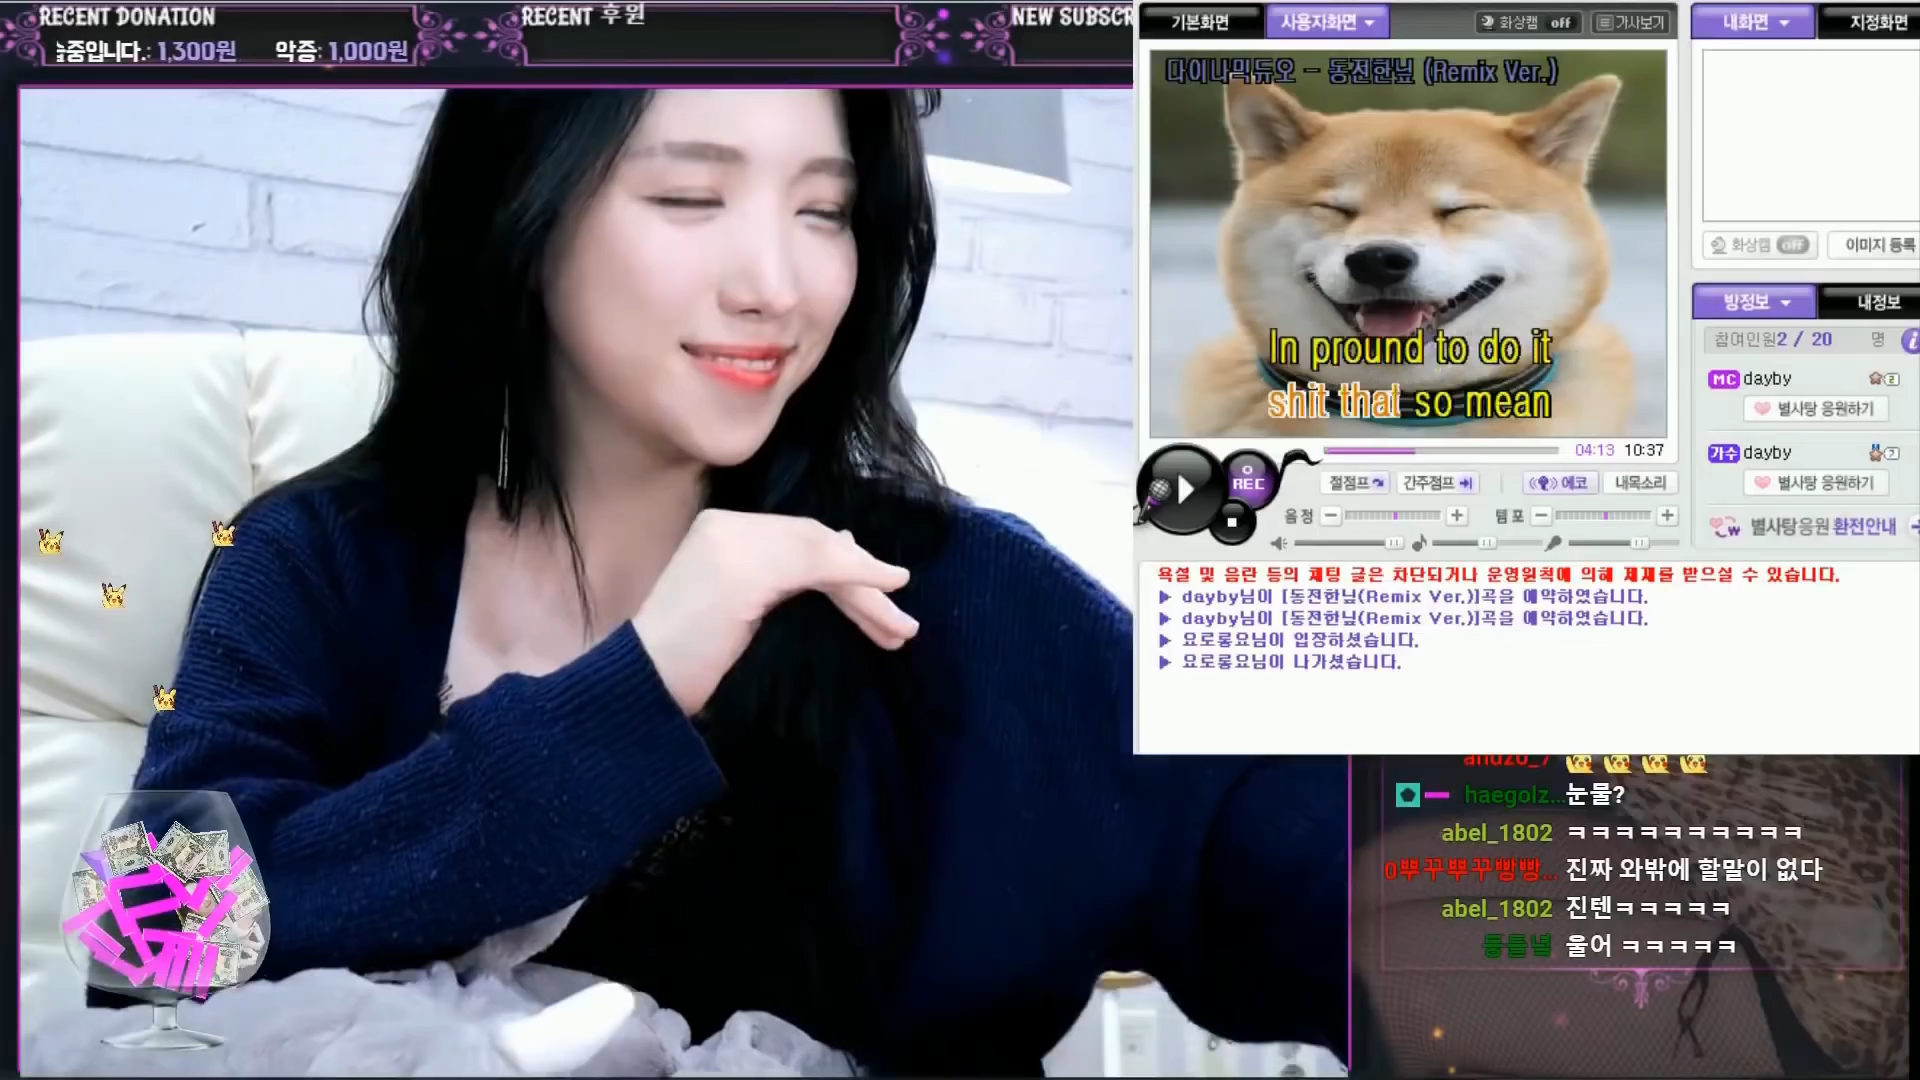 RECENT DONATION
중입니다.: 1,300원 악증: 1,000원
RECENT 후원
NEW SUBSCR
기본화면
사용자화면
화상캠 off
가사보기
다이나믹듀오 - 동전한닢 (Remix Ver.)
In pround to do it
shit that so mean
04:13 10:37
REC
절점프
간주점프
에코
내목소리
음정
템포
내화면
지정화면
화상캠 off
이미지 등록
방정보
내정보
참여인원2 / 20 명
MC dayby 2
별사탕 응원하기
가수 dayby 7
별사탕 응원하기
별사탕응원 환전안내
욕설 및 음란 등의 채팅 글은 차단되거나 운영원칙에 의해 제재를 받으실 수 있습니다.
▶ dayby님이 [동전한닢(Remix Ver.)]곡을 예약하였습니다.
▶ dayby님이 [동전한닢(Remix Ver.)]곡을 예약하였습니다.
▶ 요로롱요님이 입장하셨습니다.
▶ 요로롱요님이 나가셨습니다.
andzo_7
haegolz... 눈물?
abel_1802 ㅋㅋㅋㅋㅋㅋㅋㅋㅋㅋ
0뿌꾸뿌꾸빵빵... 진짜 와밖에 할말이 없다
abel_1802 진텐ㅋㅋㅋㅋㅋ
울어 ㅋㅋㅋㅋㅋ